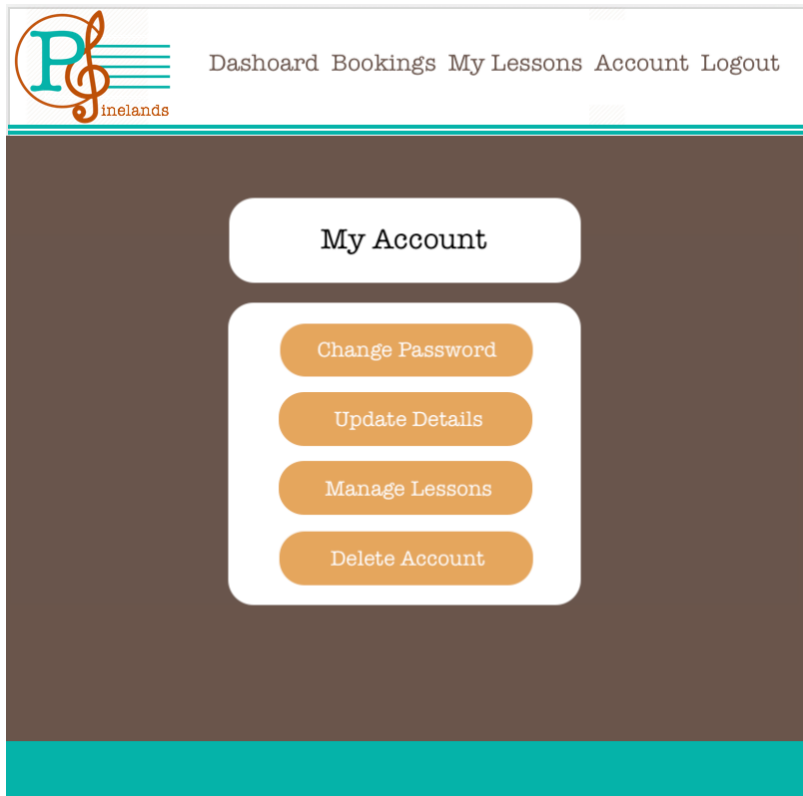 P
inelands
Dashoard Bookings My Lessons Account Logout
My Account
Change Password
Update Details
Manage Lessons
Delete Account